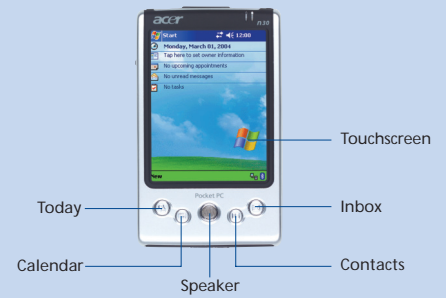 acer
n30
Start 12:00
Monday, March 01, 2004
Tap here to set owner information
No upcoming appointments
No unread messages
No tasks
Touchscreen
New
Pocket PC
Today
Inbox
Calendar
Contacts
Speaker